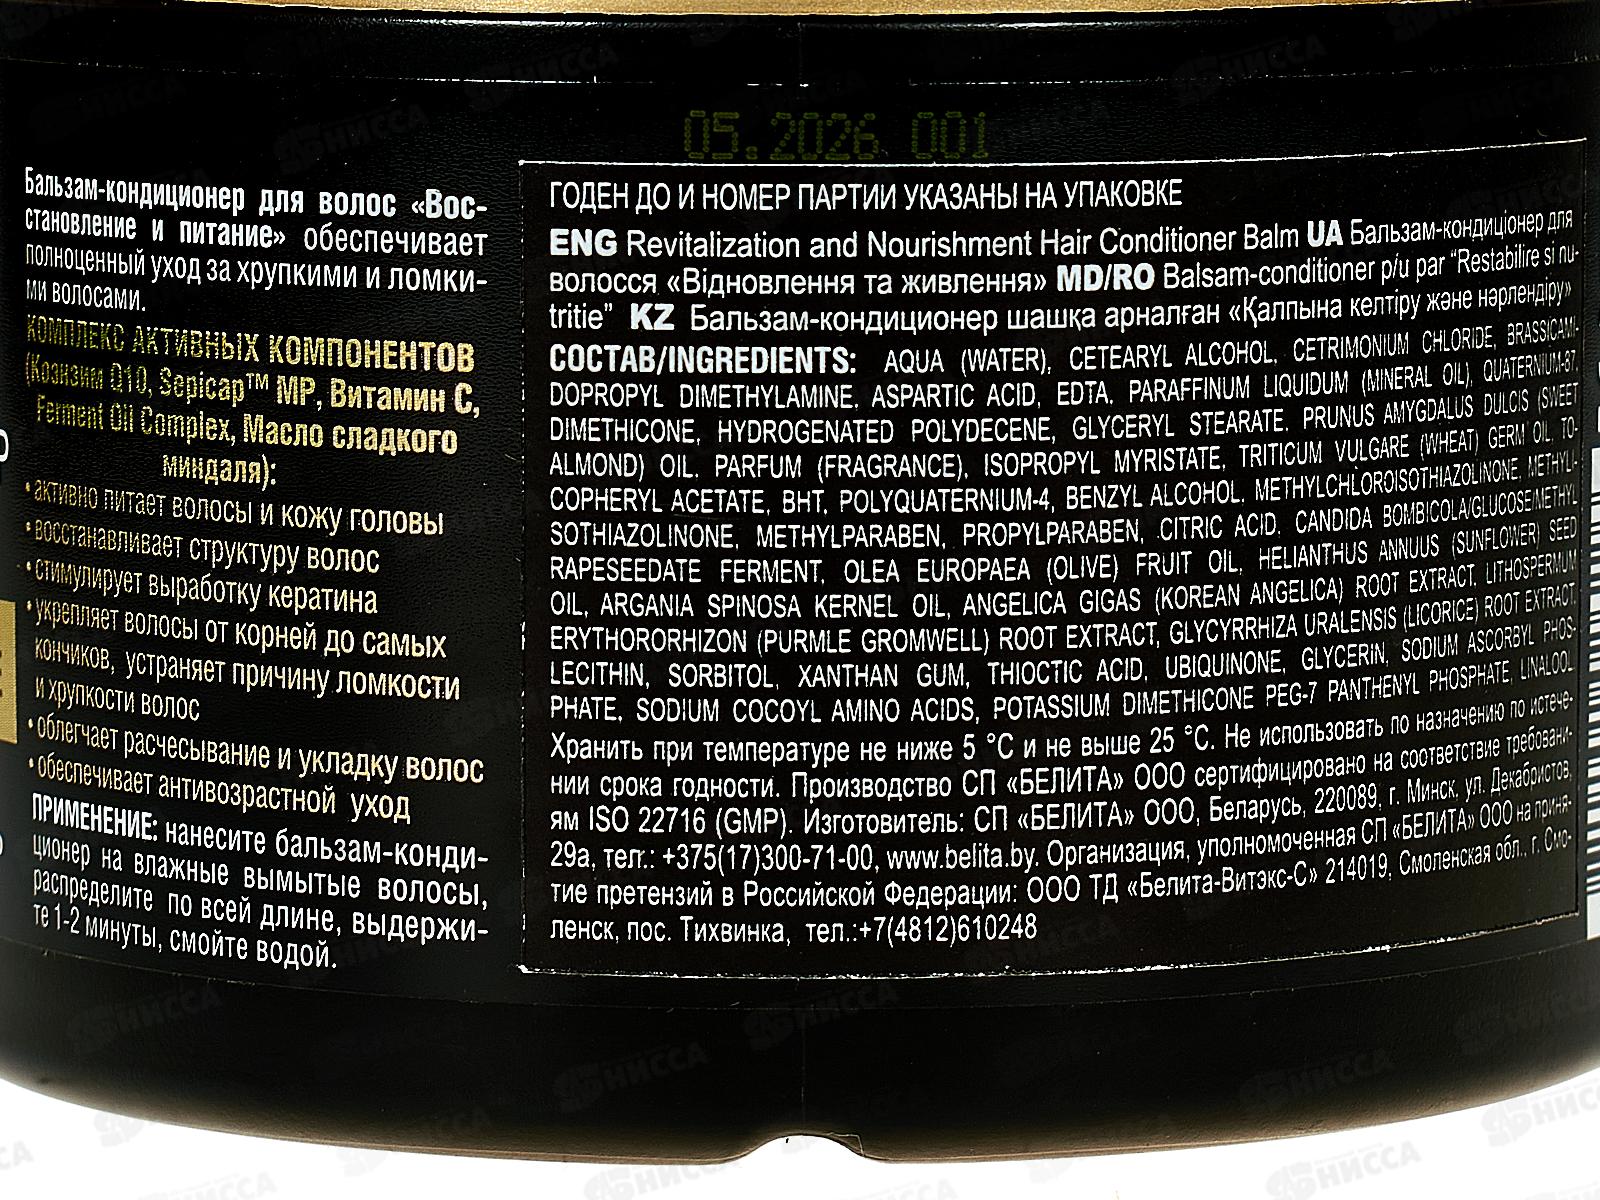 05.2026 001
Бальзам-кондиционер для волос «Вос-
становление и питание» обеспечивает
полноценный уход за хрупкими и ломки-
ми волосами.
КОМПЛЕКС АКТИВНЫХ КОМПОНЕНТОВ
(Коэнзим Q10, Sepicap™ MP, Витамин С,
Ferment Oil Complex, Масло сладкого
миндаля):
•активно питает волосы и кожу головы
•восстанавливает структуру волос
•стимулирует выработку кератина
•укрепляет волосы от корней до самых
кончиков, устраняет причину ломкости
и хрупкости волос
•облегчает расчесывание и укладку волос
•обеспечивает антивозрастной уход
ПРИМЕНЕНИЕ: нанесите бальзам-конди-
ционер на влажные вымытые волосы,
распределите по всей длине, выдержи-
те 1-2 минуты, смойте водой.
ГОДЕН ДО И НОМЕР ПАРТИИ УКАЗАНЫ НА УПАКОВКЕ
ENG Revitalization and Nourishment Hair Conditioner Balm UA Бальзам-кондиціонер для
волосся «Відновлення та живлення» MD/RO Balsam-conditioner p/u par “Restabilire si nu-
tritie” KZ Бальзам-кондиционер шашқа арналған «Қалпына келтіру және нәрлендіру»
СОСТАВ/INGREDIENTS: AQUA (WATER), CETEARYL ALCOHOL, CETRIMONIUM CHLORIDE, BRASSICAMI-
DOPROPYL DIMETHYLAMINE, ASPARTIC ACID, EDTA, PARAFFINUM LIQUIDUM (MINERAL OIL), QUATERNIUM-87,
DIMETHICONE, HYDROGENATED POLYDECENE, GLYCERYL STEARATE, PRUNUS AMYGDALUS DULCIS (SWEET
ALMOND) OIL, PARFUM (FRAGRANCE), ISOPROPYL MYRISTATE, TRITICUM VULGARE (WHEAT) GERM OIL, TO-
COPHERYL ACETATE, BHT, POLYQUATERNIUM-4, BENZYL ALCOHOL, METHYLCHLOROISOTHIAZOLINONE, METHYLI-
SOTHIAZOLINONE, METHYLPARABEN, PROPYLPARABEN, CITRIC ACID, CANDIDA BOMBICOLA/GLUCOSE/METHYL
RAPESEEDATE FERMENT, OLEA EUROPAEA (OLIVE) FRUIT OIL, HELIANTHUS ANNUUS (SUNFLOWER) SEED
OIL, ARGANIA SPINOSA KERNEL OIL, ANGELICA GIGAS (KOREAN ANGELICA) ROOT EXTRACT, LITHOSPERMUM
ERYTHORORHIZON (PURMLE GROMWELL) ROOT EXTRACT, GLYCYRRHIZA URALENSIS (LICORICE) ROOT EXTRACT,
LECITHIN, SORBITOL, XANTHAN GUM, THIOCTIC ACID, UBIQUINONE, GLYCERIN, SODIUM ASCORBYL PHOS-
PHATE, SODIUM COCOYL AMINO ACIDS, POTASSIUM DIMETHICONE PEG-7 PANTHENYL PHOSPHATE, LINALOOL
Хранить при температуре не ниже 5 °C и не выше 25 °C. Не использовать по назначению по истече-
нии срока годности. Производство СП «БЕЛИТА» ООО сертифицировано на соответствие требовани-
ям ISO 22716 (GMP). Изготовитель: СП «БЕЛИТА» ООО, Беларусь, 220089, г. Минск, ул. Декабристов,
29а, тел.: +375(17)300-71-00, www.belita.by. Организация, уполномоченная СП «БЕЛИТА» ООО на приня-
тие претензий в Российской Федерации: ООО ТД «Белита-Витэкс-С» 214019, Смоленская обл., г. Смо-
ленск, пос. Тихвинка, тел.:+7(4812)610248